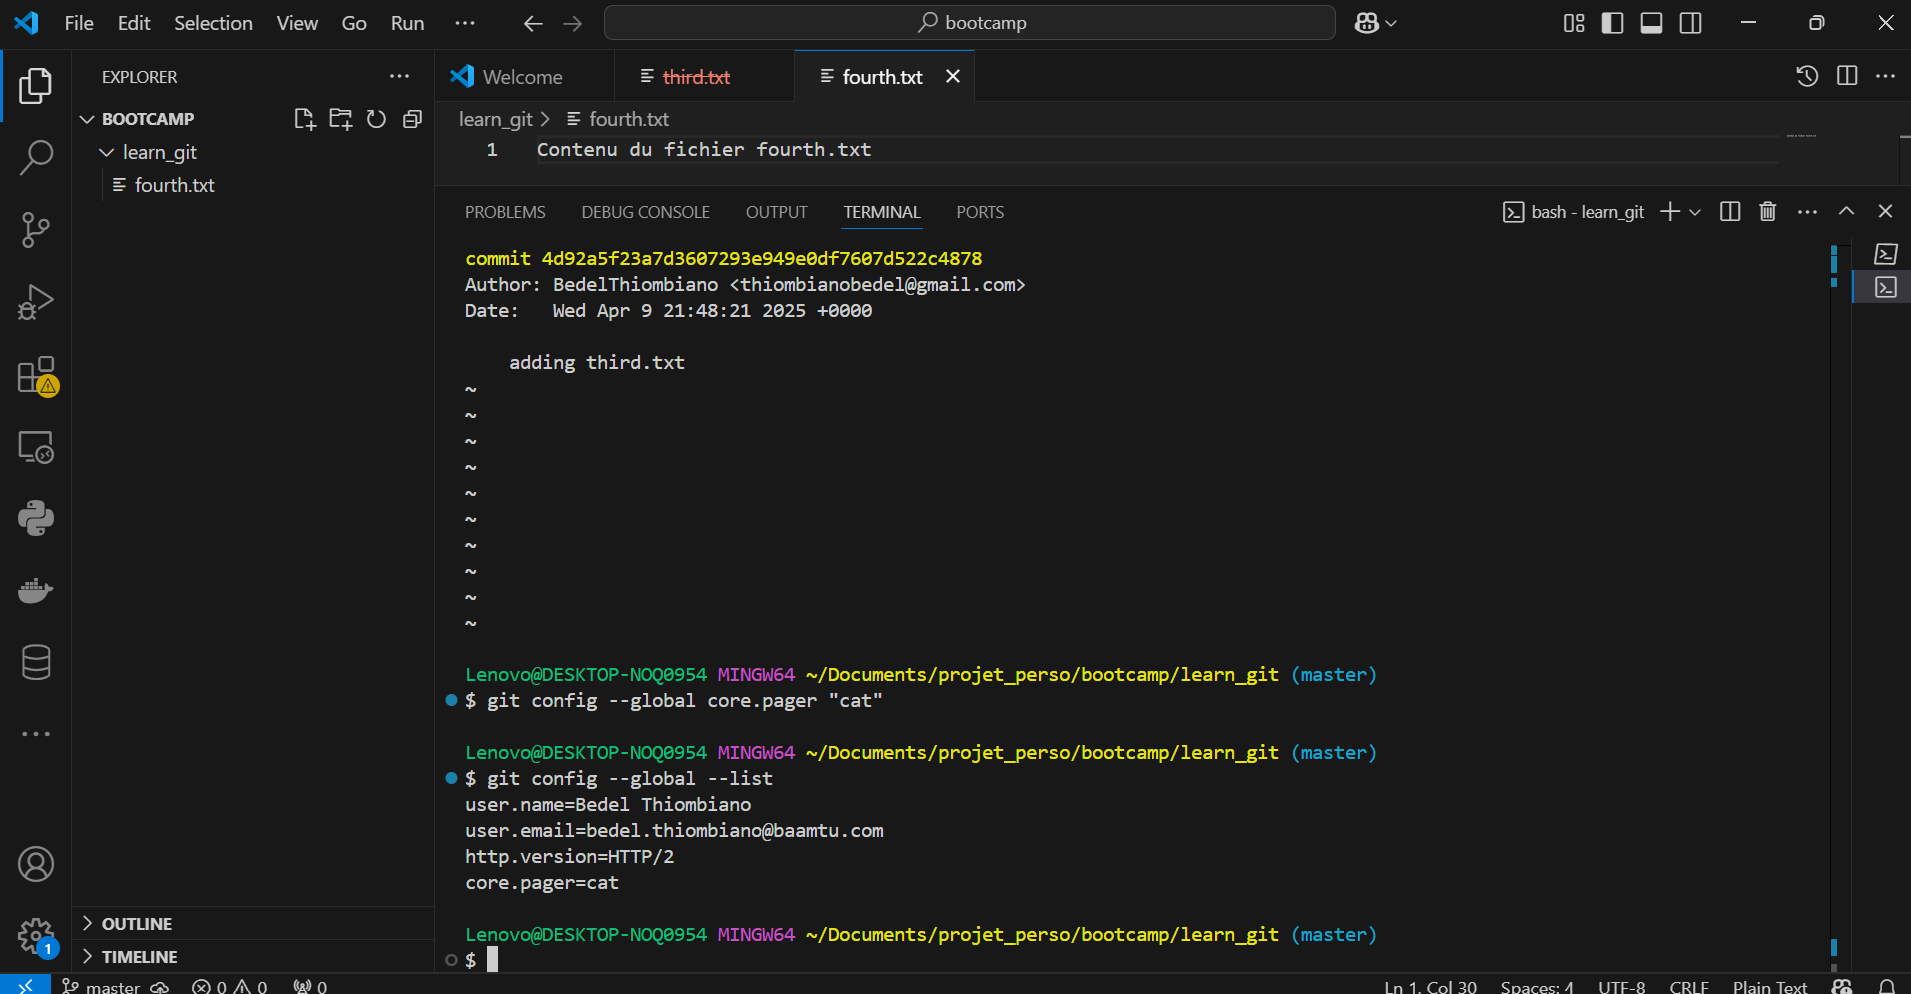 File Edit Selection View Go Run ··· bootcamp
EXPLORER ···
BOOTCAMP
learn_git
fourth.txt
Welcome third.txt fourth.txt
learn_git > fourth.txt
1 Contenu du fichier fourth.txt
PROBLEMS DEBUG CONSOLE OUTPUT TERMINAL PORTS bash - learn_git
commit 4d92a5f23a7d3607293e949e0df7607d522c4878
Author: BedelThiombiano <thiombianobedel@gmail.com>
Date: Wed Apr 9 21:48:21 2025 +0000
adding third.txt
~
~
~
~
~
~
~
~
~
~
Lenovo@DESKTOP-NOQ0954 MINGW64 ~/Documents/projet_perso/bootcamp/learn_git (master)
$ git config --global core.pager "cat"
Lenovo@DESKTOP-NOQ0954 MINGW64 ~/Documents/projet_perso/bootcamp/learn_git (master)
$ git config --global --list
user.name=Bedel Thiombiano
user.email=bedel.thiombiano@baamtu.com
http.version=HTTP/2
core.pager=cat
Lenovo@DESKTOP-NOQ0954 MINGW64 ~/Documents/projet_perso/bootcamp/learn_git (master)
$
OUTLINE
TIMELINE
1
master 0 0 0 Ln 1, Col 30 Spaces: 4 UTF-8 CRLF Plain Text